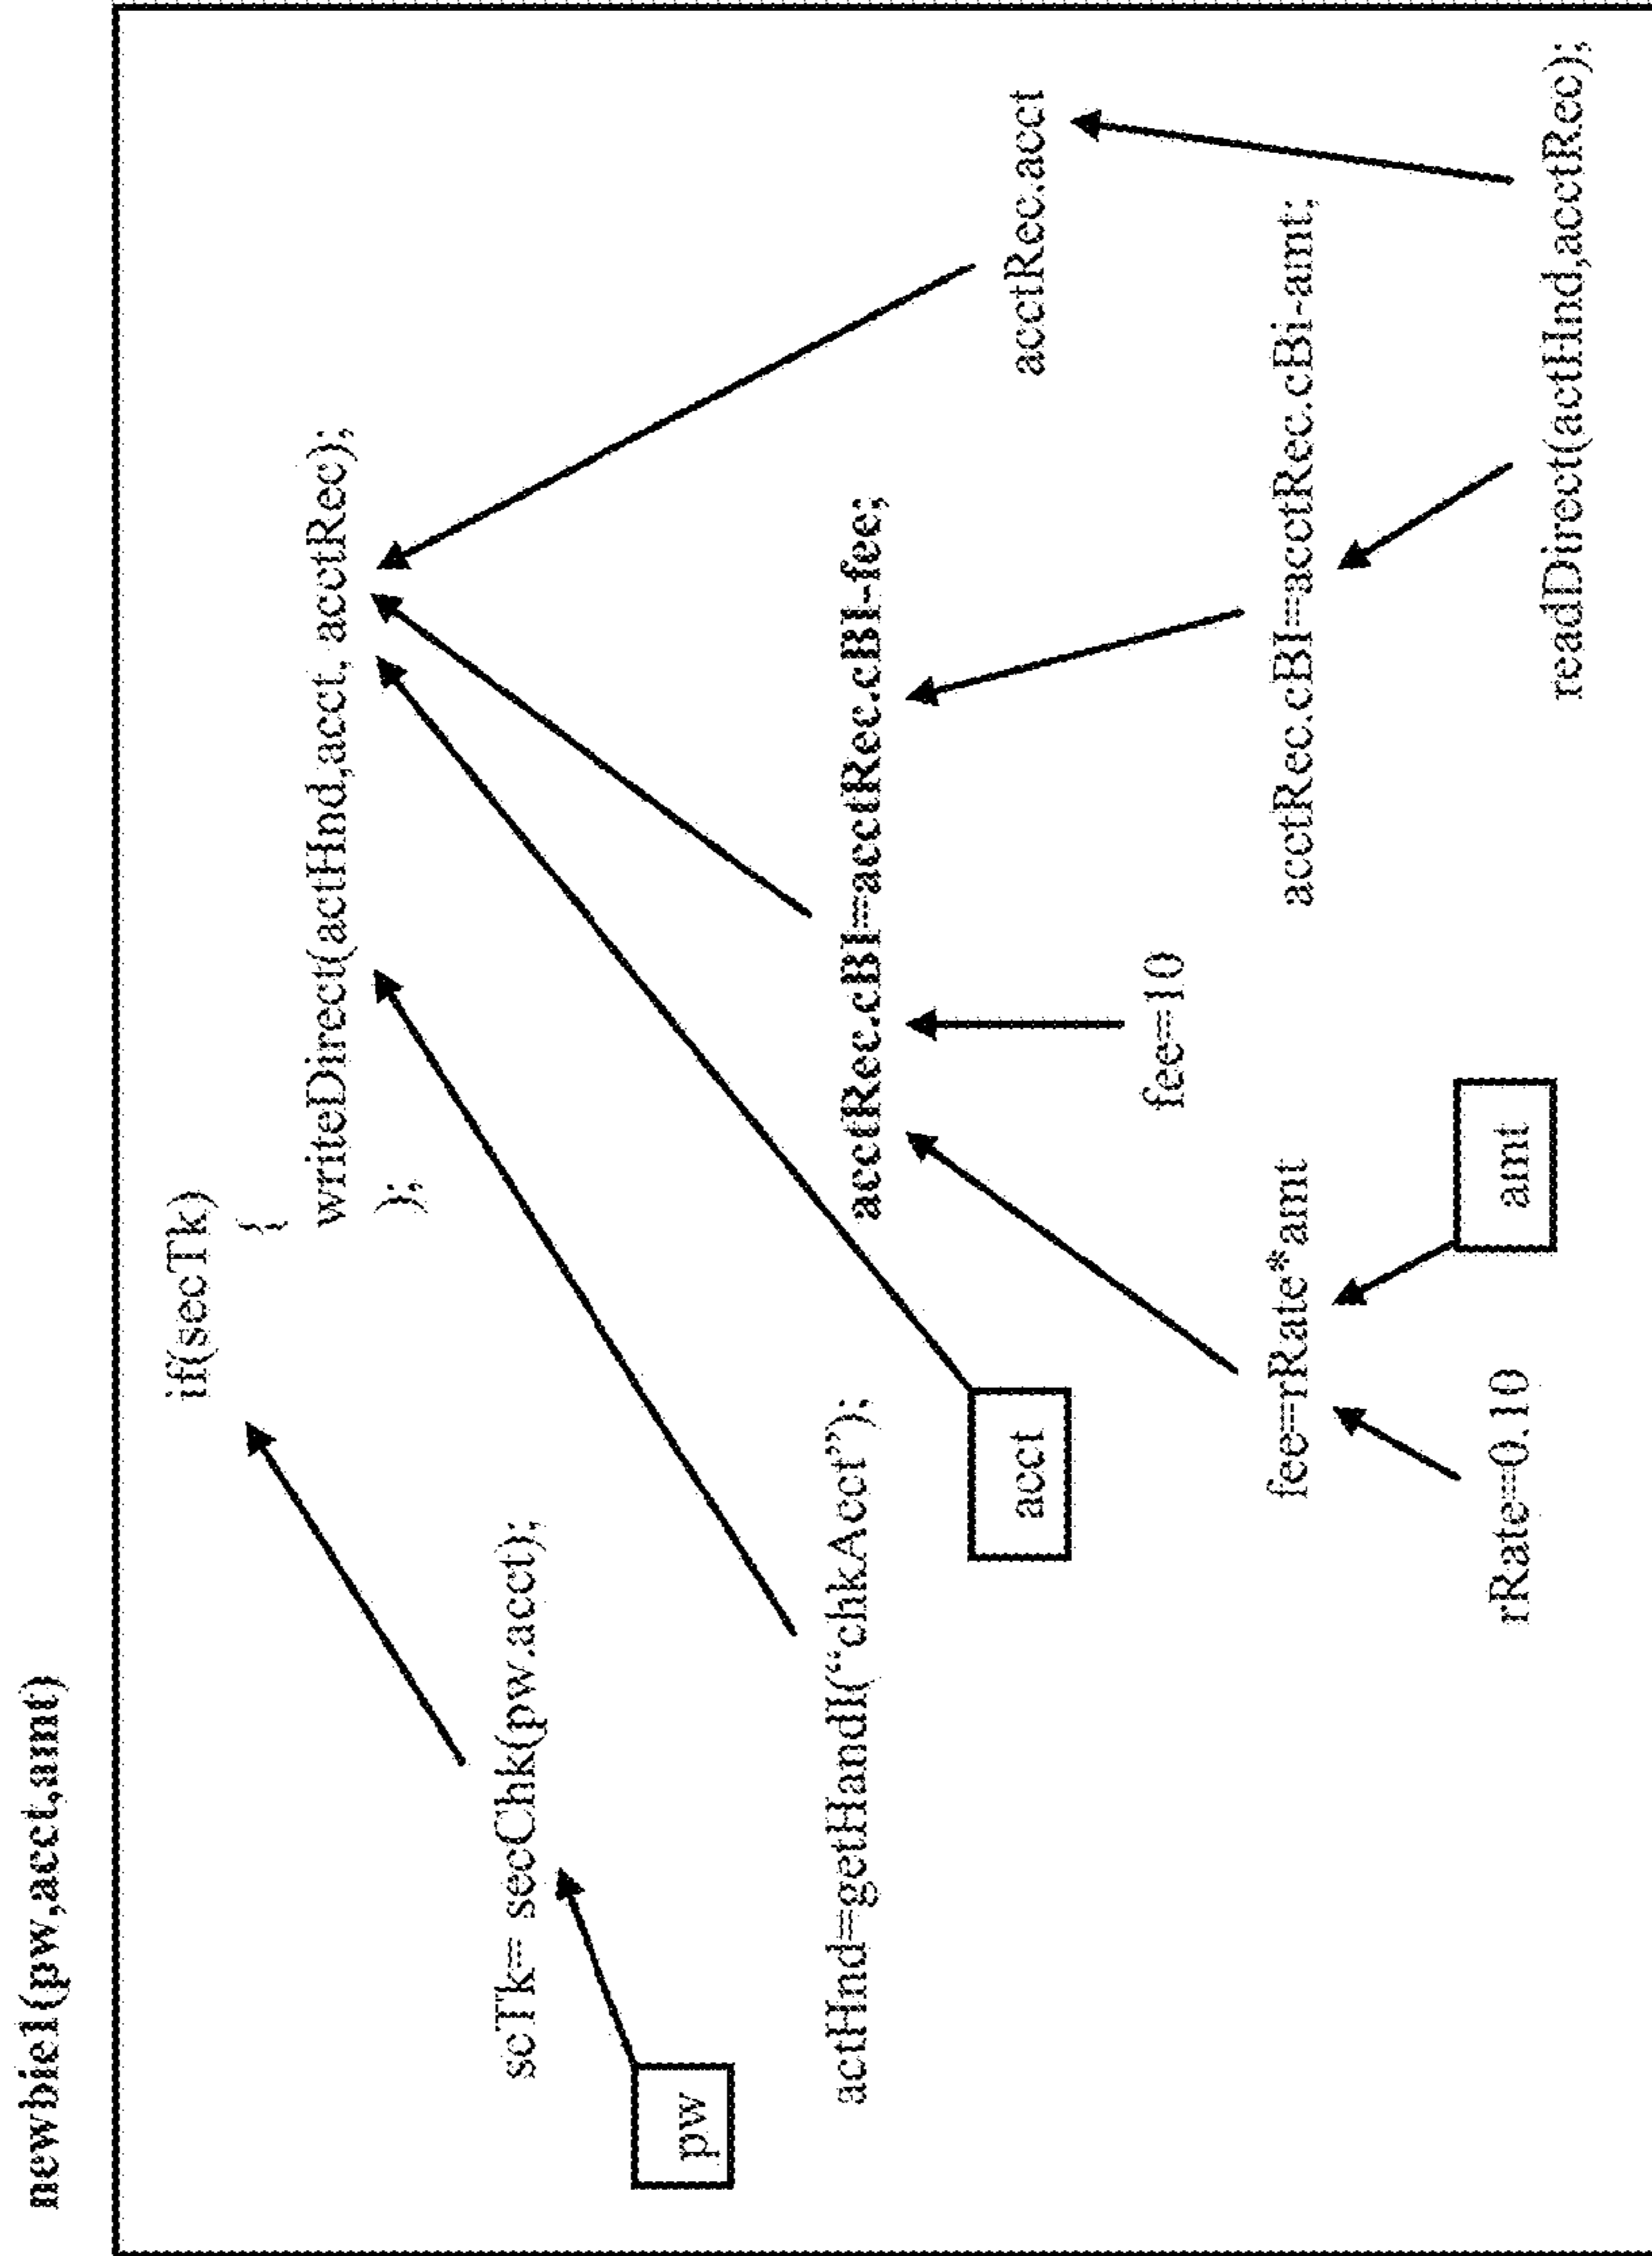 newbie1(pw,acct,amt)
if(secTk)
{
writeDirect(actHnd,acct, acctRec);
);
scTk= secChk(pw.acct);
pw
actHnd=getHandl(“chkAcct”);
acctRec.cBl=acctRec.cBl-fee;
acct
acctRec.acct
fee=10
fee=rRate*amt
acctRec.cBl=acctRec.cBi-amt;
rRate=0.10
amt
readDirect(actHnd,acctRec);